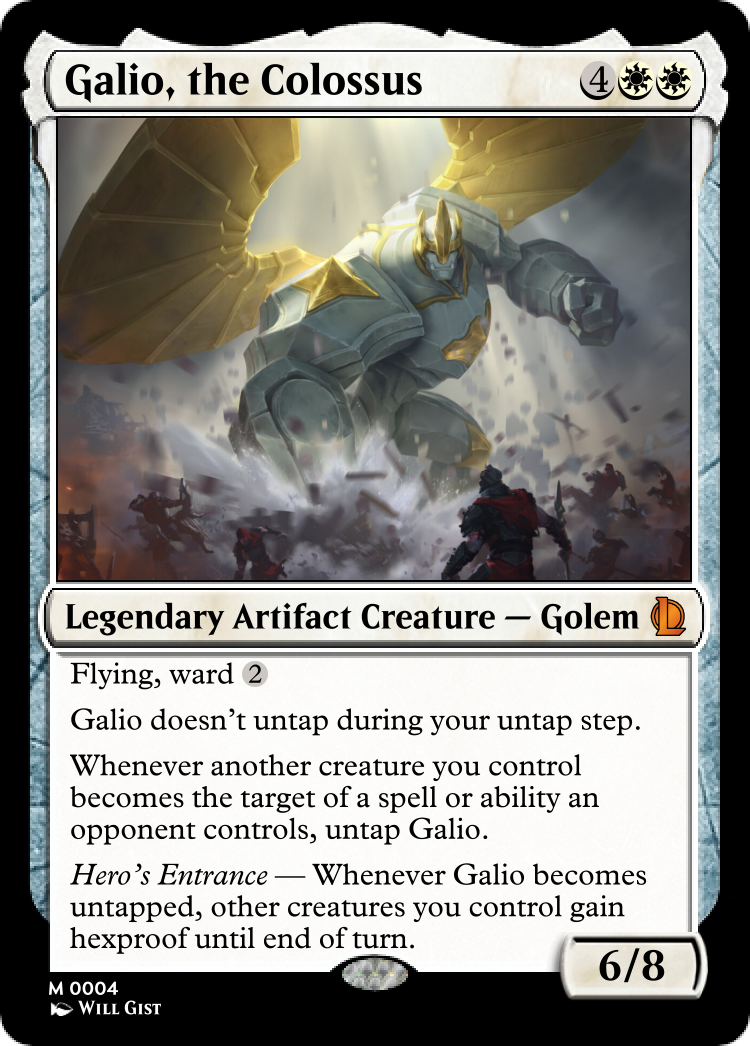 Galio, the Colossus 4
Legendary Artifact Creature — Golem
Flying, ward 2
Galio doesn't untap during your untap step.
Whenever another creature you control
becomes the target of a spell or ability an
opponent controls, untap Galio.
Hero's Entrance — Whenever Galio becomes
untapped, other creatures you control gain
hexproof until end of turn.
6/8
M 0004
Will Gist